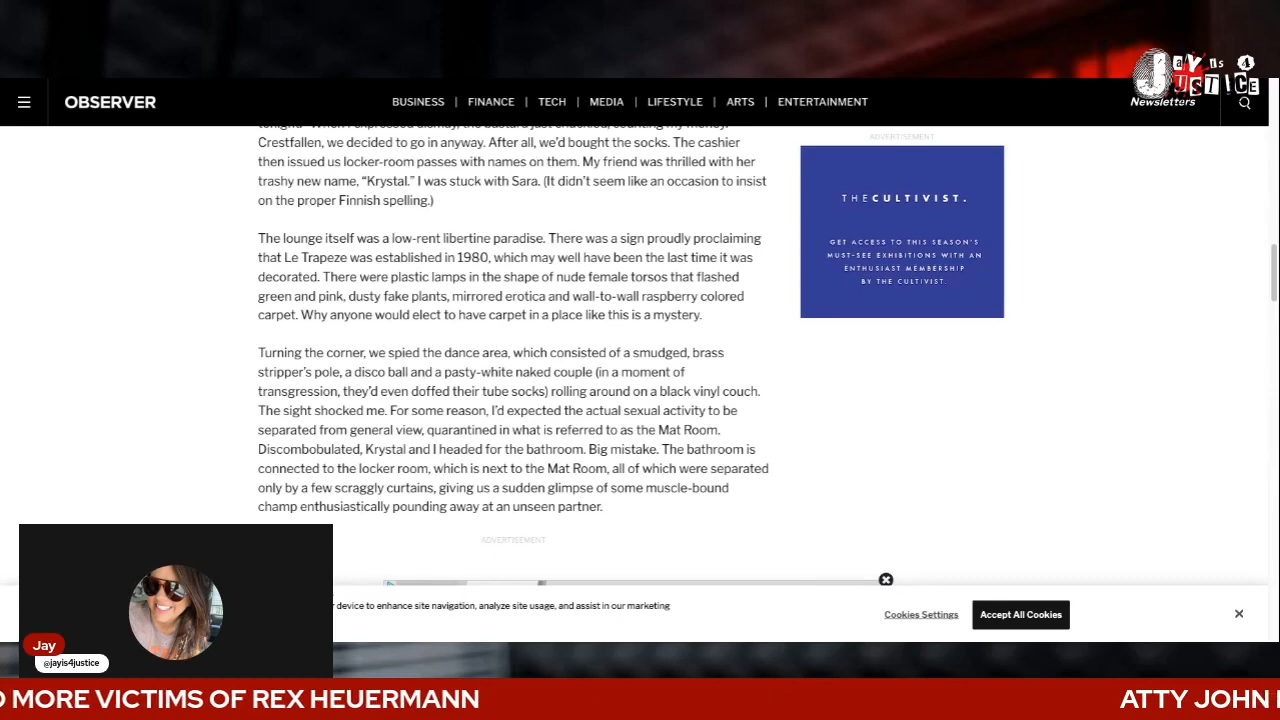 Jay is 4
JUSTICE
Newsletters
OBSERVER
BUSINESS | FINANCE | TECH | MEDIA | LIFESTYLE | ARTS | ENTERTAINMENT
Crestfallen, we decided to go in anyway. After all, we’d bought the socks. The cashier
then issued us locker-room passes with names on them. My friend was thrilled with her
trashy new name, “Krystal.” I was stuck with Sara. (It didn’t seem like an occasion to insist
on the proper Finnish spelling.)
The lounge itself was a low-rent libertine paradise. There was a sign proudly proclaiming
that Le Trapeze was established in 1980, which may well have been the last time it was
decorated. There were plastic lamps in the shape of nude female torsos that flashed
green and pink, dusty fake plants, mirrored erotica and wall-to-wall raspberry colored
carpet. Why anyone would elect to have carpet in a place like this is a mystery.
Turning the corner, we spied the dance area, which consisted of a smudged, brass
stripper’s pole, a disco ball and a pasty-white naked couple (in a moment of
transgression, they’d even doffed their tube socks) rolling around on a black vinyl couch.
The sight shocked me. For some reason, I’d expected the actual sexual activity to be
separated from general view, quarantined in what is referred to as the Mat Room.
Discombobulated, Krystal and I headed for the bathroom. Big mistake. The bathroom is
connected to the locker room, which is next to the Mat Room, all of which were separated
only by a few scraggly curtains, giving us a sudden glimpse of some muscle-bound
champ enthusiastically pounding away at an unseen partner.
ADVERTISEMENT
ADVERTISEMENT
THE CULTIVIST.
GET ACCESS TO THIS SEASON'S
MUST-SEE EXHIBITIONS WITH AN
ENTHUSIAST MEMBERSHIP
BY THE CULTIVIST.
device to enhance site navigation, analyze site usage, and assist in our marketing
Cookies Settings
Accept All Cookies
Jay
@jayis4justice
MORE VICTIMS OF REX HEUERMANN
ATTY JOHN